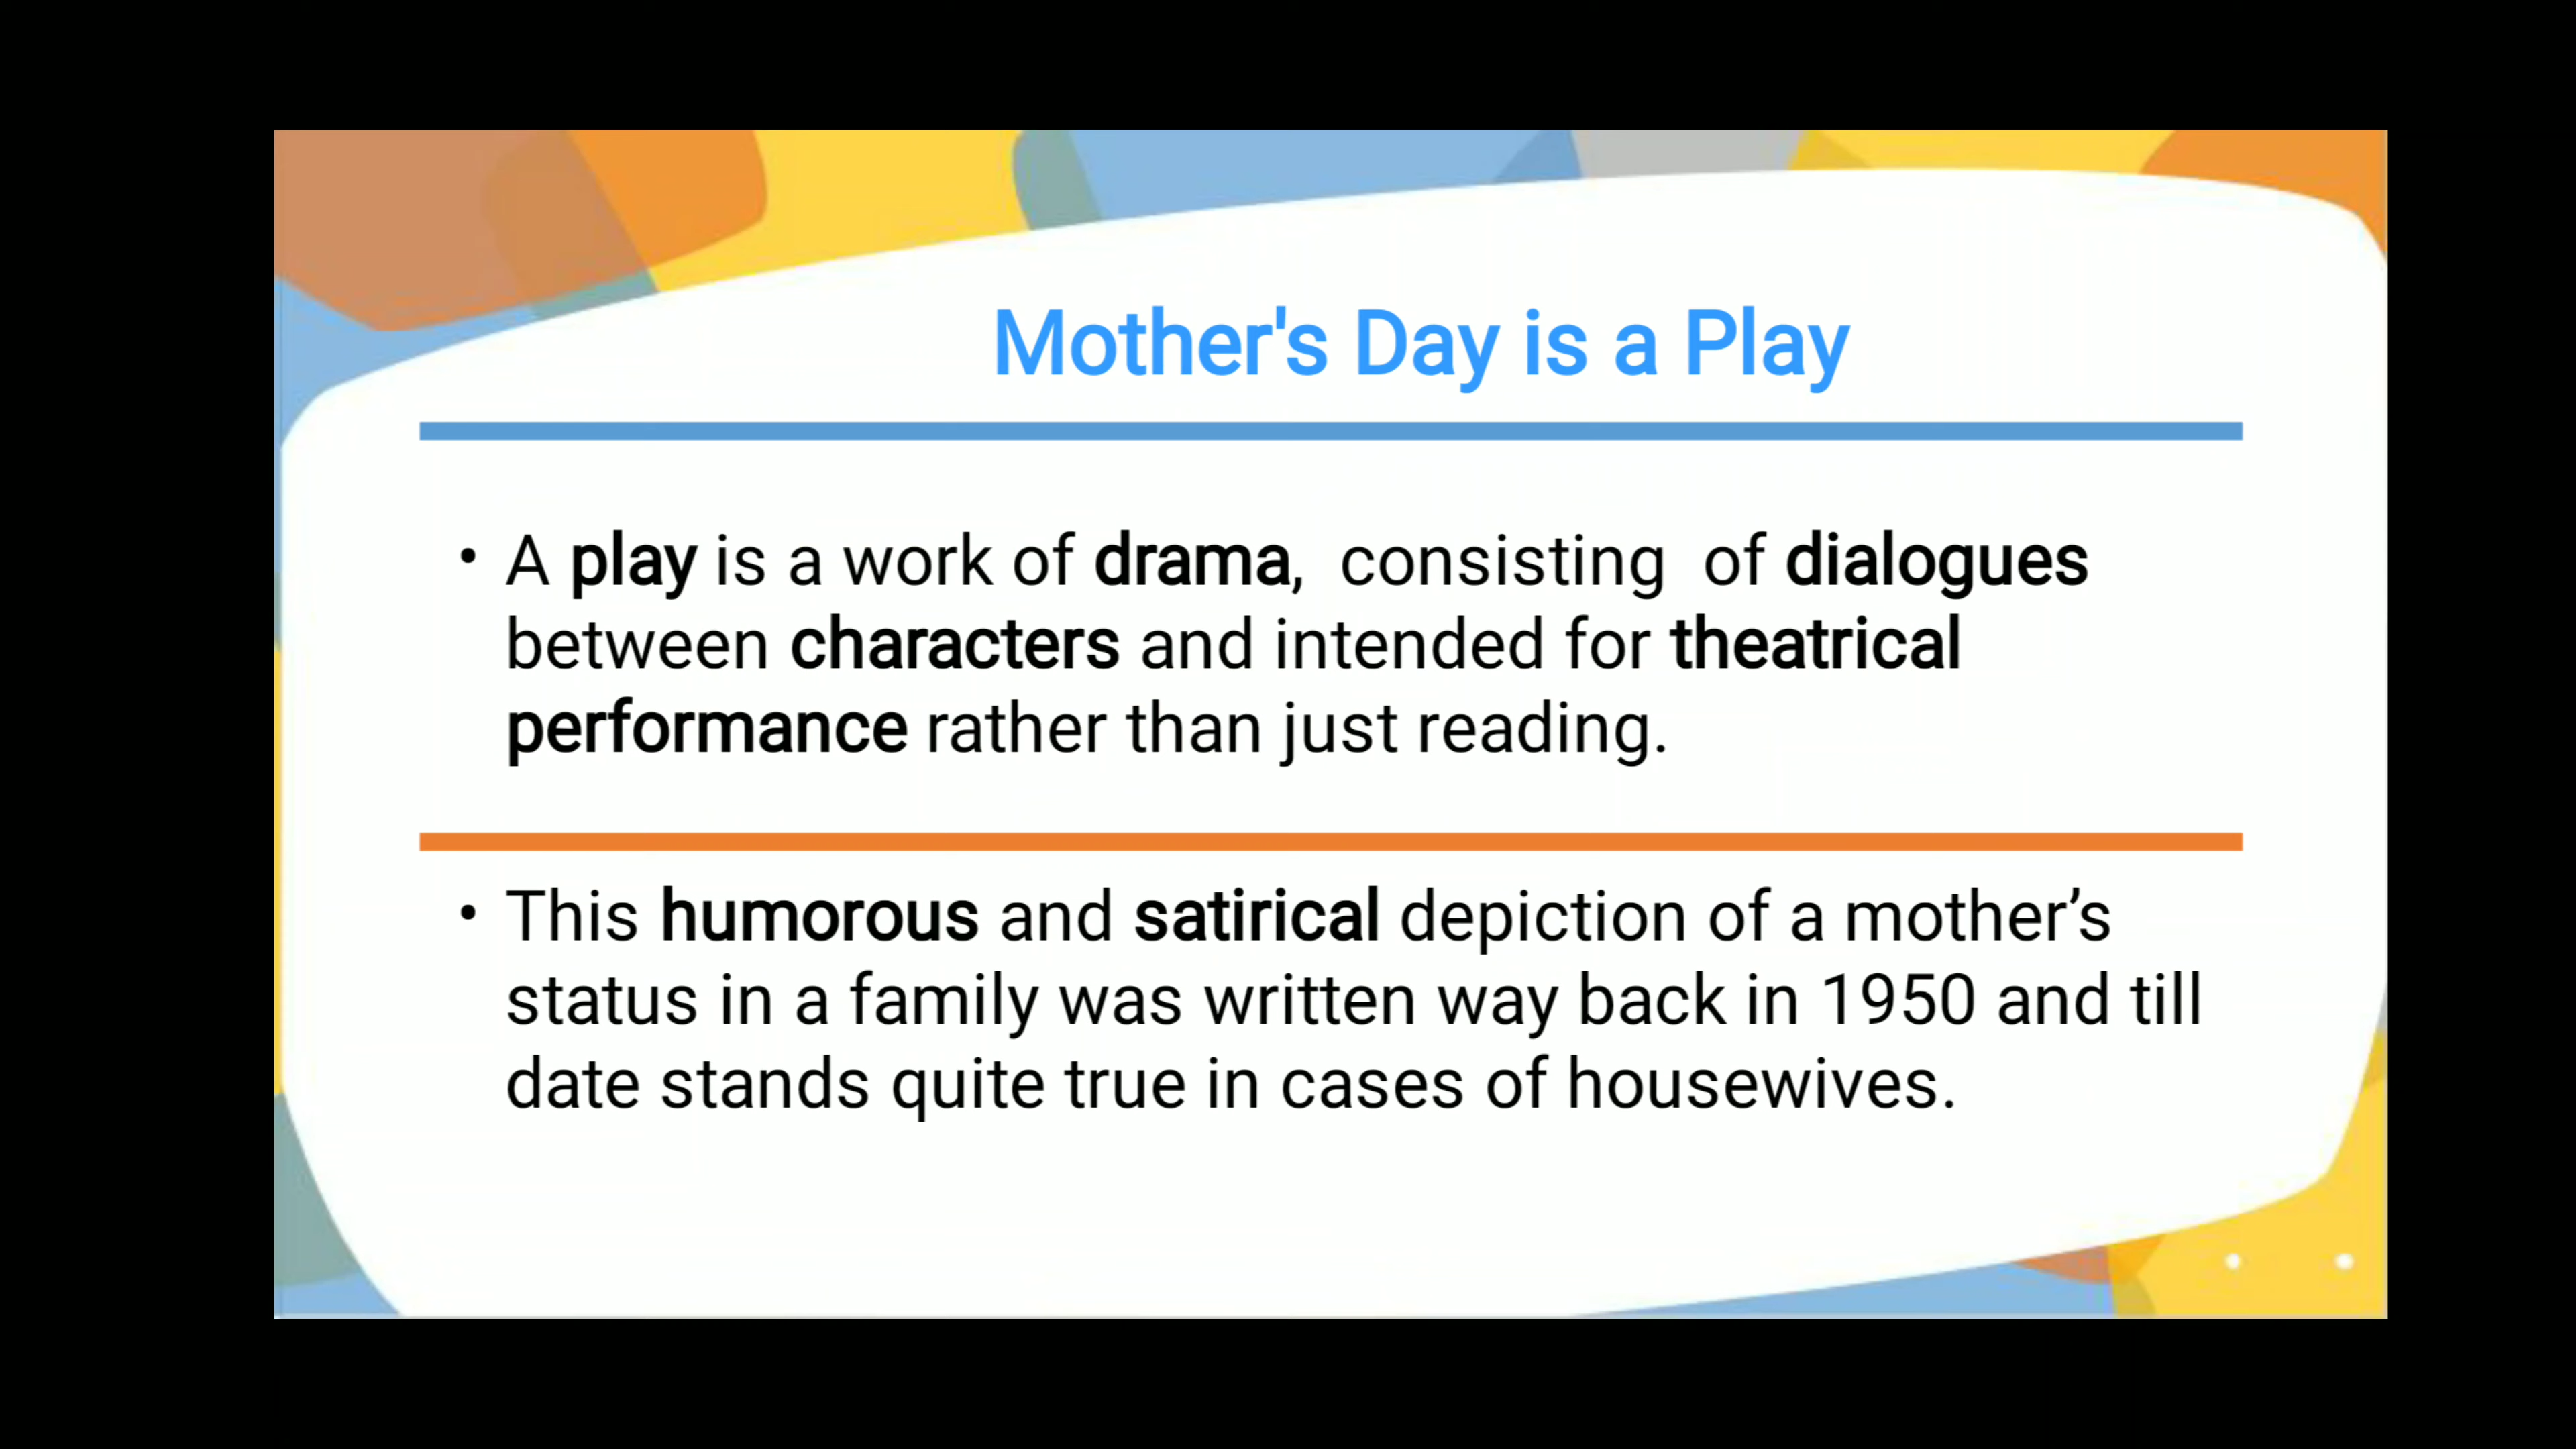 Mother's Day is a Play
• A play is a work of drama,  consisting  of dialogues
between characters and intended for theatrical
performance rather than just reading.
• This humorous and satirical depiction of a mother’s
status in a family was written way back in 1950 and till
date stands quite true in cases of housewives.